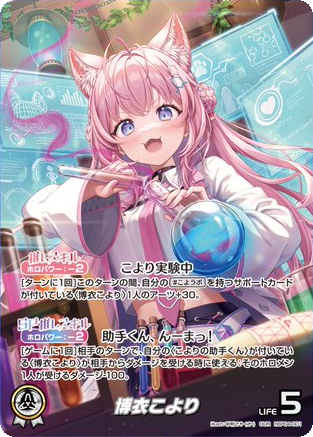 推しスキル
ホロパワー：－2
こより実験中
[ターンに1回]このターンの間、自分の #こよラボ を持つサポートカード
が付いている〈博衣こより〉1人のアーツ+30。
SP推しスキル
ホロパワー：－2
助手くん、んーまっ！
[ゲームに1回]相手のターンで、自分の〈こよりの助手くん〉が付いてい
る〈博衣こより〉が相手からダメージを受ける時に使える：そのホロメン
1人が受けるダメージ-100。
博衣こより
LIFE 5